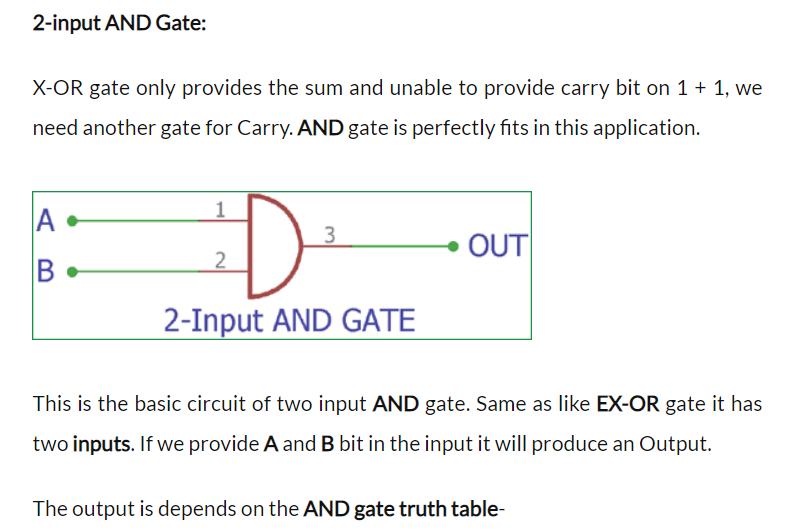 2-input AND Gate:
X-OR gate only provides the sum and unable to provide carry bit on 1 + 1, we
need another gate for Carry. AND gate is perfectly fits in this application.
A
1
3
OUT
B
2
2-Input AND GATE
This is the basic circuit of two input AND gate. Same as like EX-OR gate it has
two inputs. If we provide A and B bit in the input it will produce an Output.
The output is depends on the AND gate truth table-